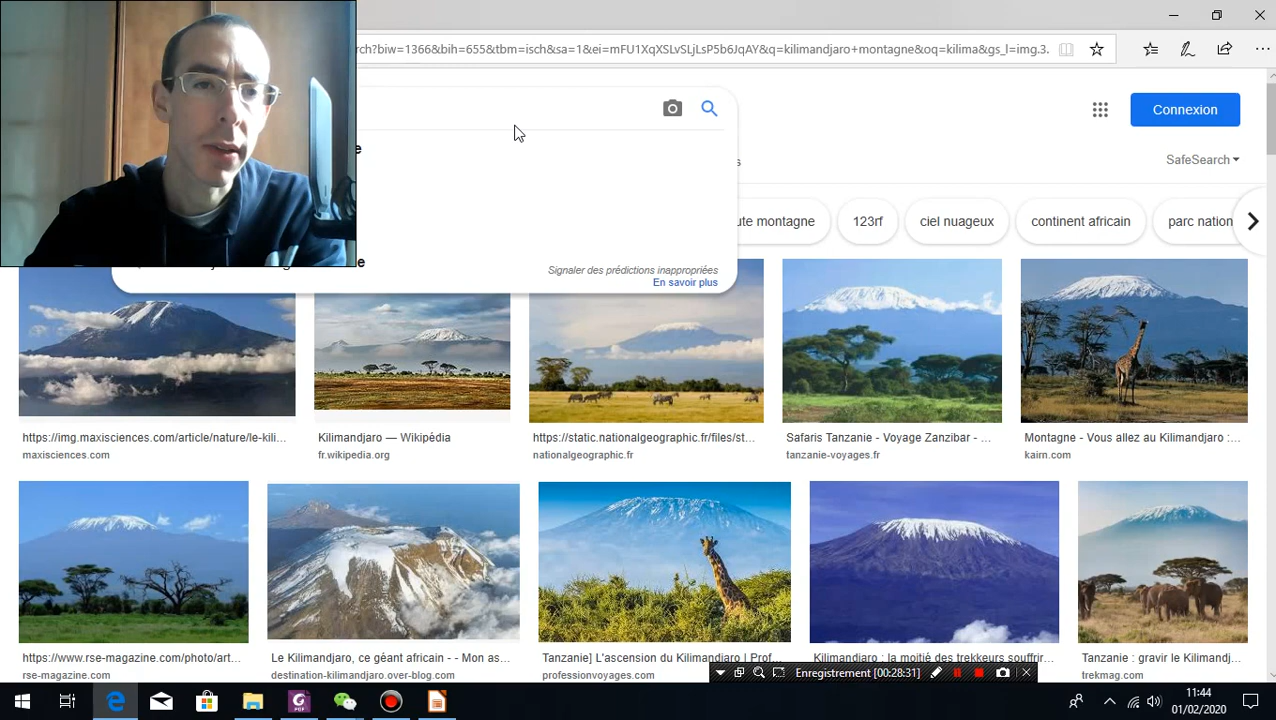 rch?biw=1366&bih=655&tbm=isch&sa=1&ei=mFU1XqXSLvSLjLsP5b6JqAY&q=kilimandjaro+montagne&oq=kilima&gs_l=img.3.
Connexion
e
s
SafeSearch
ute montagne
123rf
ciel nuageux
continent africain
parc nation
e
Signaler des prédictions inappropriées
En savoir plus
https://img.maxisciences.com/article/nature/le-kili...
maxisciences.com
Kilimandjaro — Wikipédia
fr.wikipedia.org
https://static.nationalgeographic.fr/files/st...
nationalgeographic.fr
Safaris Tanzanie - Voyage Zanzibar - ...
tanzanie-voyages.fr
Montagne - Vous allez au Kilimandjaro :...
kairn.com
https://www.rse-magazine.com/photo/art...
rse-magazine.com
Le Kilimandjaro, ce géant africain - - Mon as...
destination-kilimandjaro.over-blog.com
Tanzanie] L'ascension du Kilimandjaro | Prof...
professionvoyages.com
Kilimandjaro : la moitié des trekkeurs souffrir...
Tanzanie : gravir le Kilimandj...
trekmag.com
Enregistrement (00:28:31)
PDF
11:44
01/02/2020